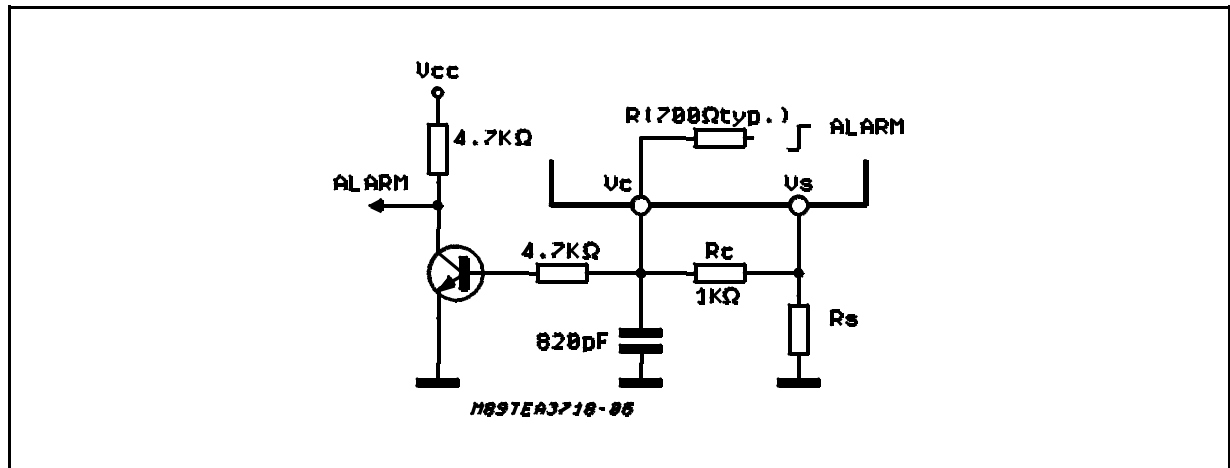 Vcc
R(700Ωtyp.)
ALARM
4.7KΩ
ALARM
Vc
Vs
4.7KΩ
Rc
1KΩ
Rs
820pF
M89TEA3718-06